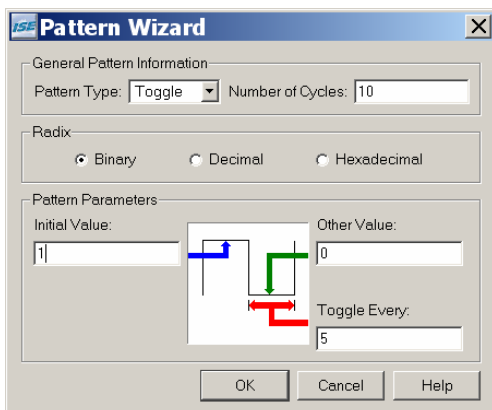 ISE Pattern Wizard
General Pattern Information
Pattern Type: Toggle Number of Cycles: 10
Radix
Binary Decimal Hexadecimal
Pattern Parameters
Initial Value: Other Value:
1 0
Toggle Every:
5
OK Cancel Help